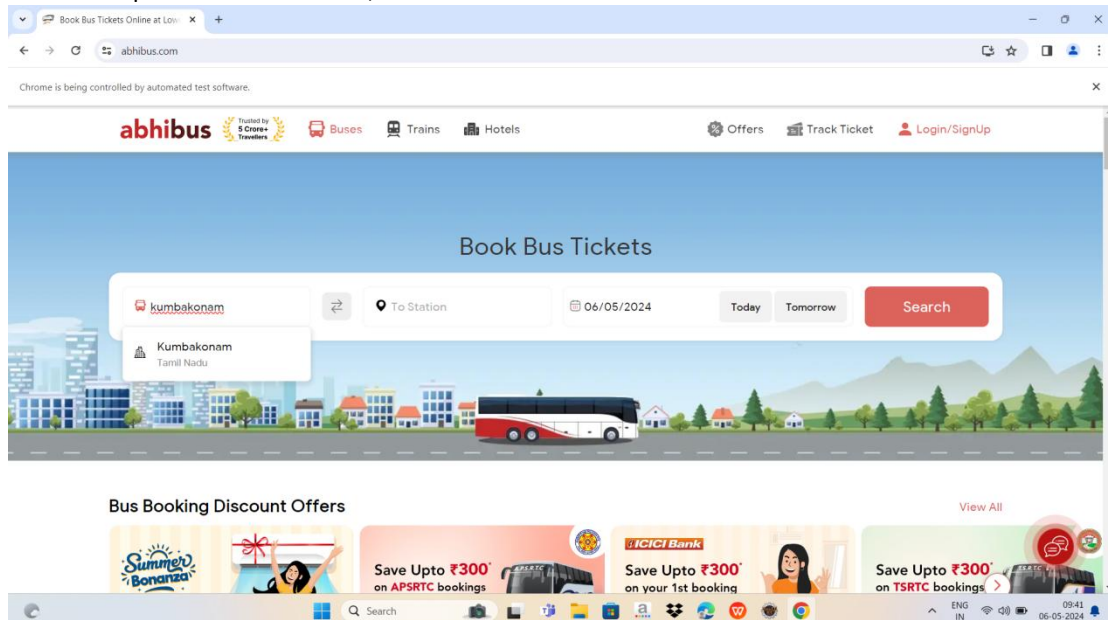 Book Bus Tickets Online at Low
abhibus.com
Chrome is being controlled by automated test software.
abhibus Trusted by 5 Crore+ Travellers Buses Trains Hotels Offers Track Ticket Login/SignUp
Book Bus Tickets
kumbakonam To Station 06/05/2024 Today Tomorrow Search
Kumbakonam
Tamil Nadu
Bus Booking Discount Offers View All
Summer Bonanza
Save Upto ₹300*
on APSRTC bookings
ICICI Bank
Save Upto ₹300*
on your 1st booking
Save Upto ₹300*
on TSRTC bookings
Search ENG IN 09:41 06-05-2024